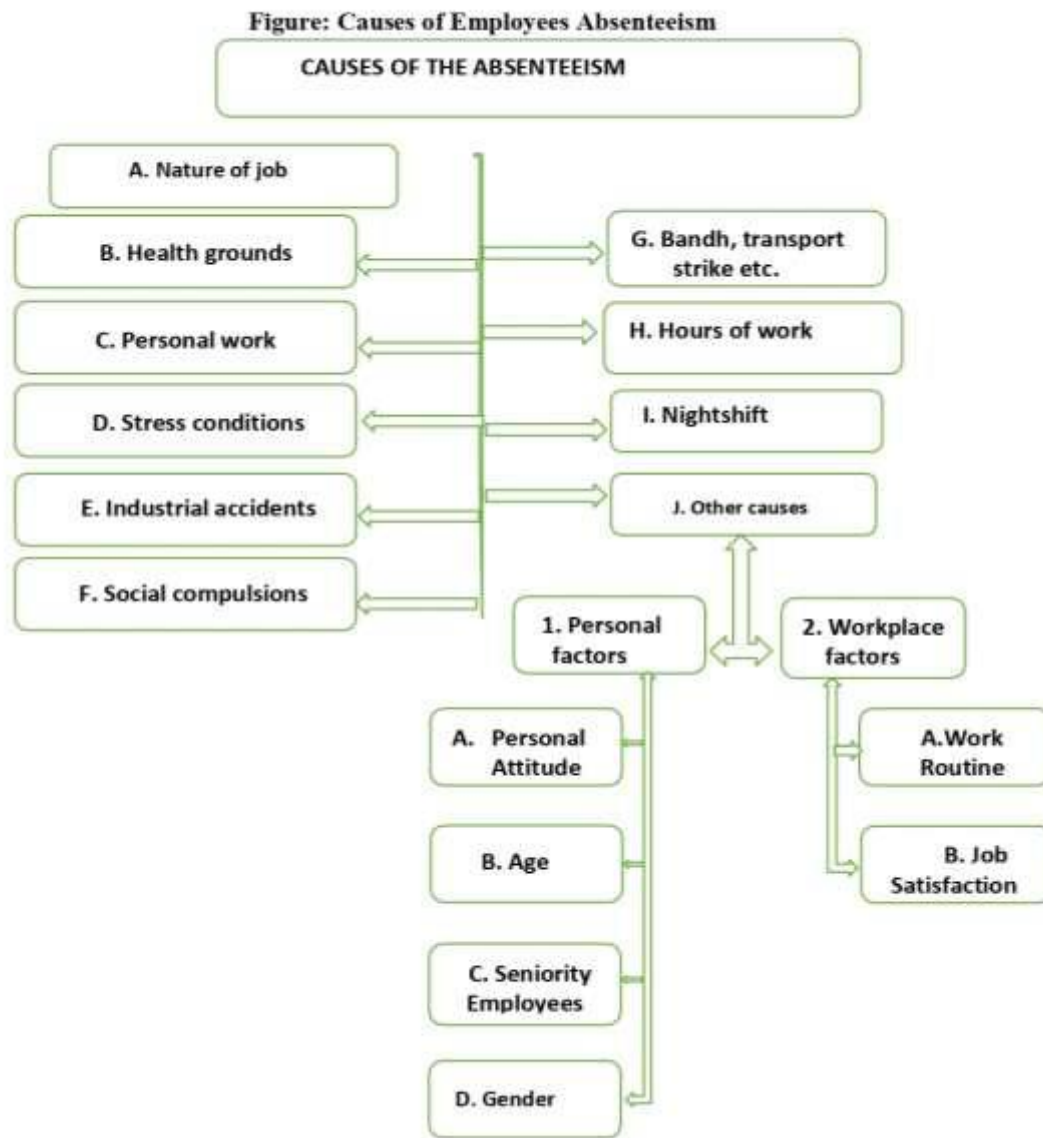 Figure: Causes of Employees Absenteeism
CAUSES OF THE ABSENTEEISM
A. Nature of job
B. Health grounds
C. Personal work
D. Stress conditions
E. Industrial accidents
F. Social compulsions
G. Bandh, transport
strike etc.
H. Hours of work
I. Nightshift
J. Other causes
1. Personal
factors
2. Workplace
factors
A. Personal
Attitude
B. Age
C. Seniority
Employees
D. Gender
A.Work
Routine
B. Job
Satisfaction